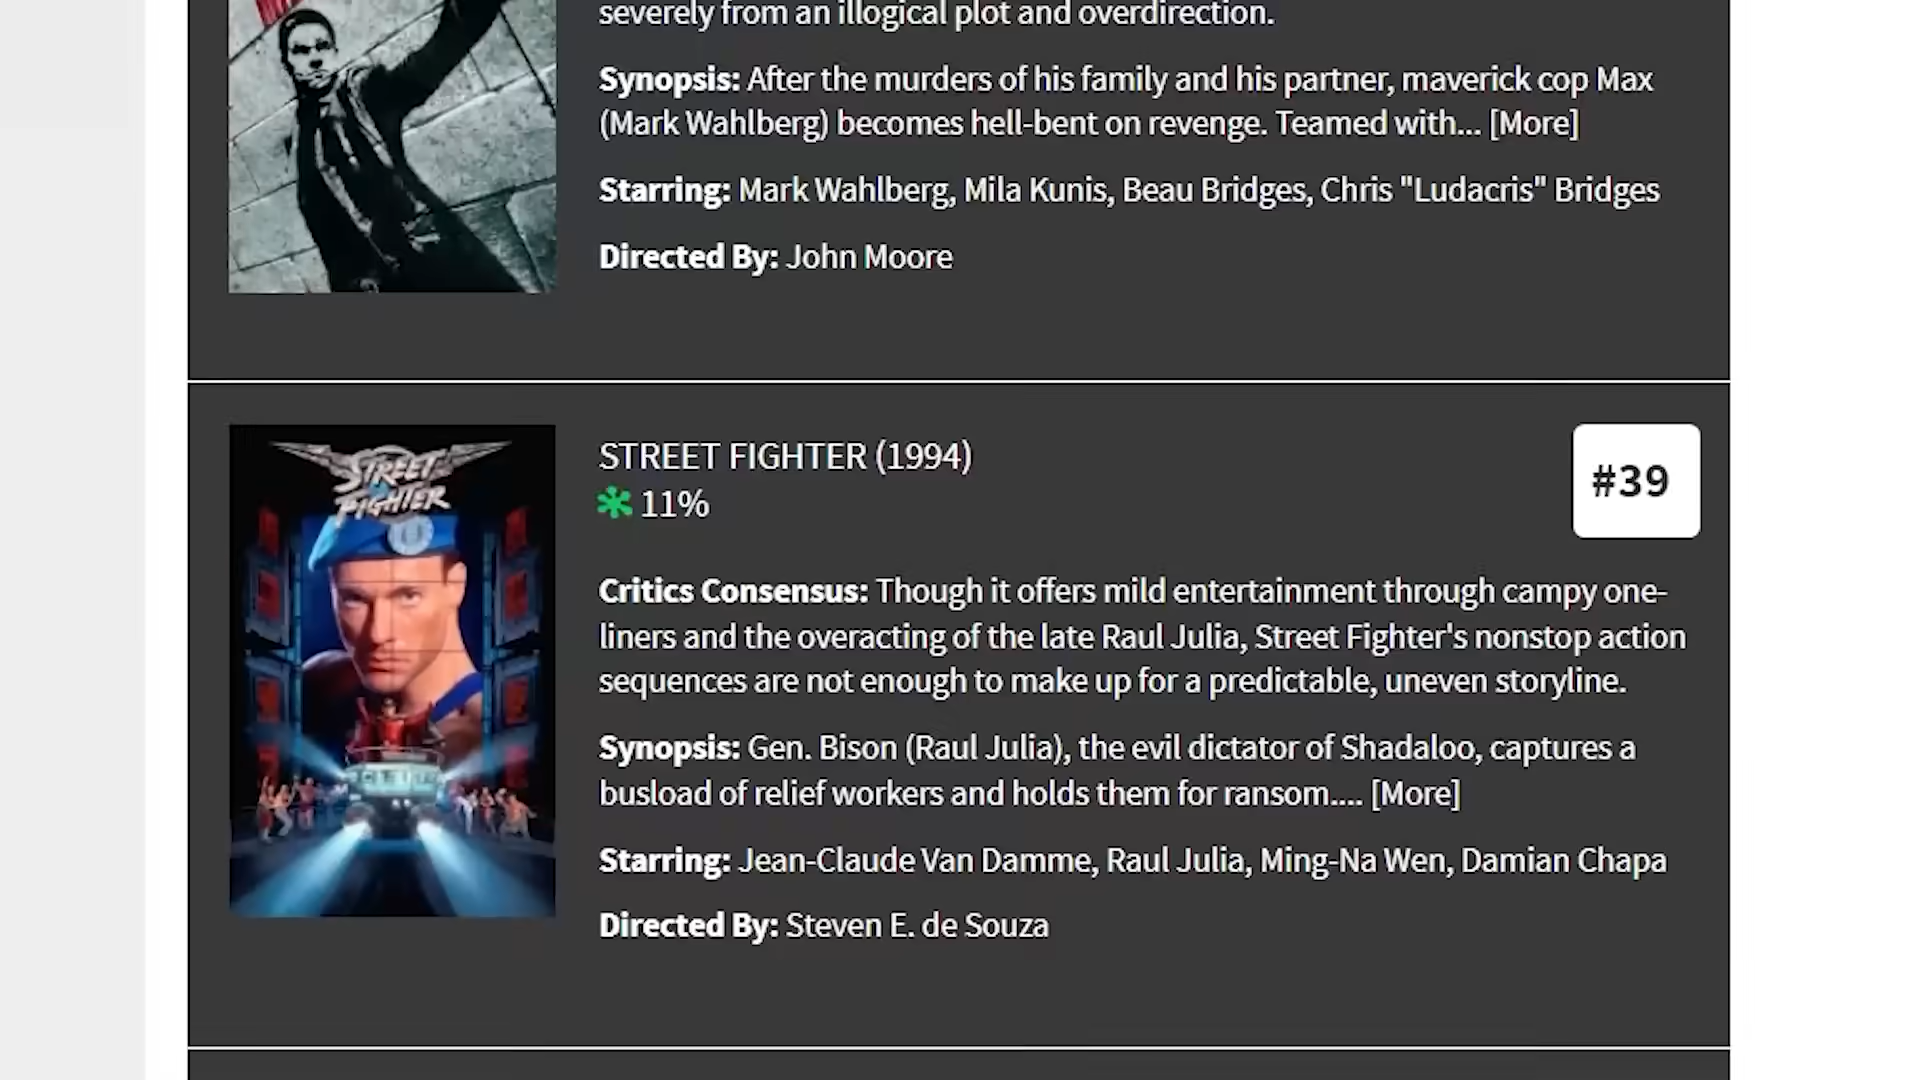 severely from an illogical plot and overdirection.
Synopsis: After the murders of his family and his partner, maverick cop Max
(Mark Wahlberg) becomes hell-bent on revenge. Teamed with... [More]
Starring: Mark Wahlberg, Mila Kunis, Beau Bridges, Chris "Ludacris" Bridges
Directed By: John Moore
STREET
FIGHTER
STREET FIGHTER (1994)
11%
#39
Critics Consensus: Though it offers mild entertainment through campy one-
liners and the overacting of the late Raul Julia, Street Fighter's nonstop action
sequences are not enough to make up for a predictable, uneven storyline.
Synopsis: Gen. Bison (Raul Julia), the evil dictator of Shadaloo, captures a
busload of relief workers and holds them for ransom.... [More]
Starring: Jean-Claude Van Damme, Raul Julia, Ming-Na Wen, Damian Chapa
Directed By: Steven E. de Souza